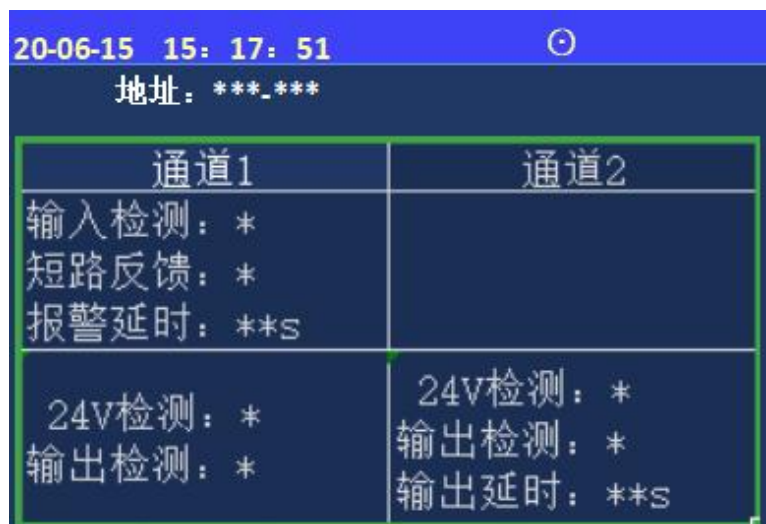 20-06-15 15：17：51
地址：***-***
通道1 通道2
输入检测：*
短路反馈：*
报警延时：**s
24V检测：*
输出检测：*
24V检测：*
输出检测：*
输出延时：**s